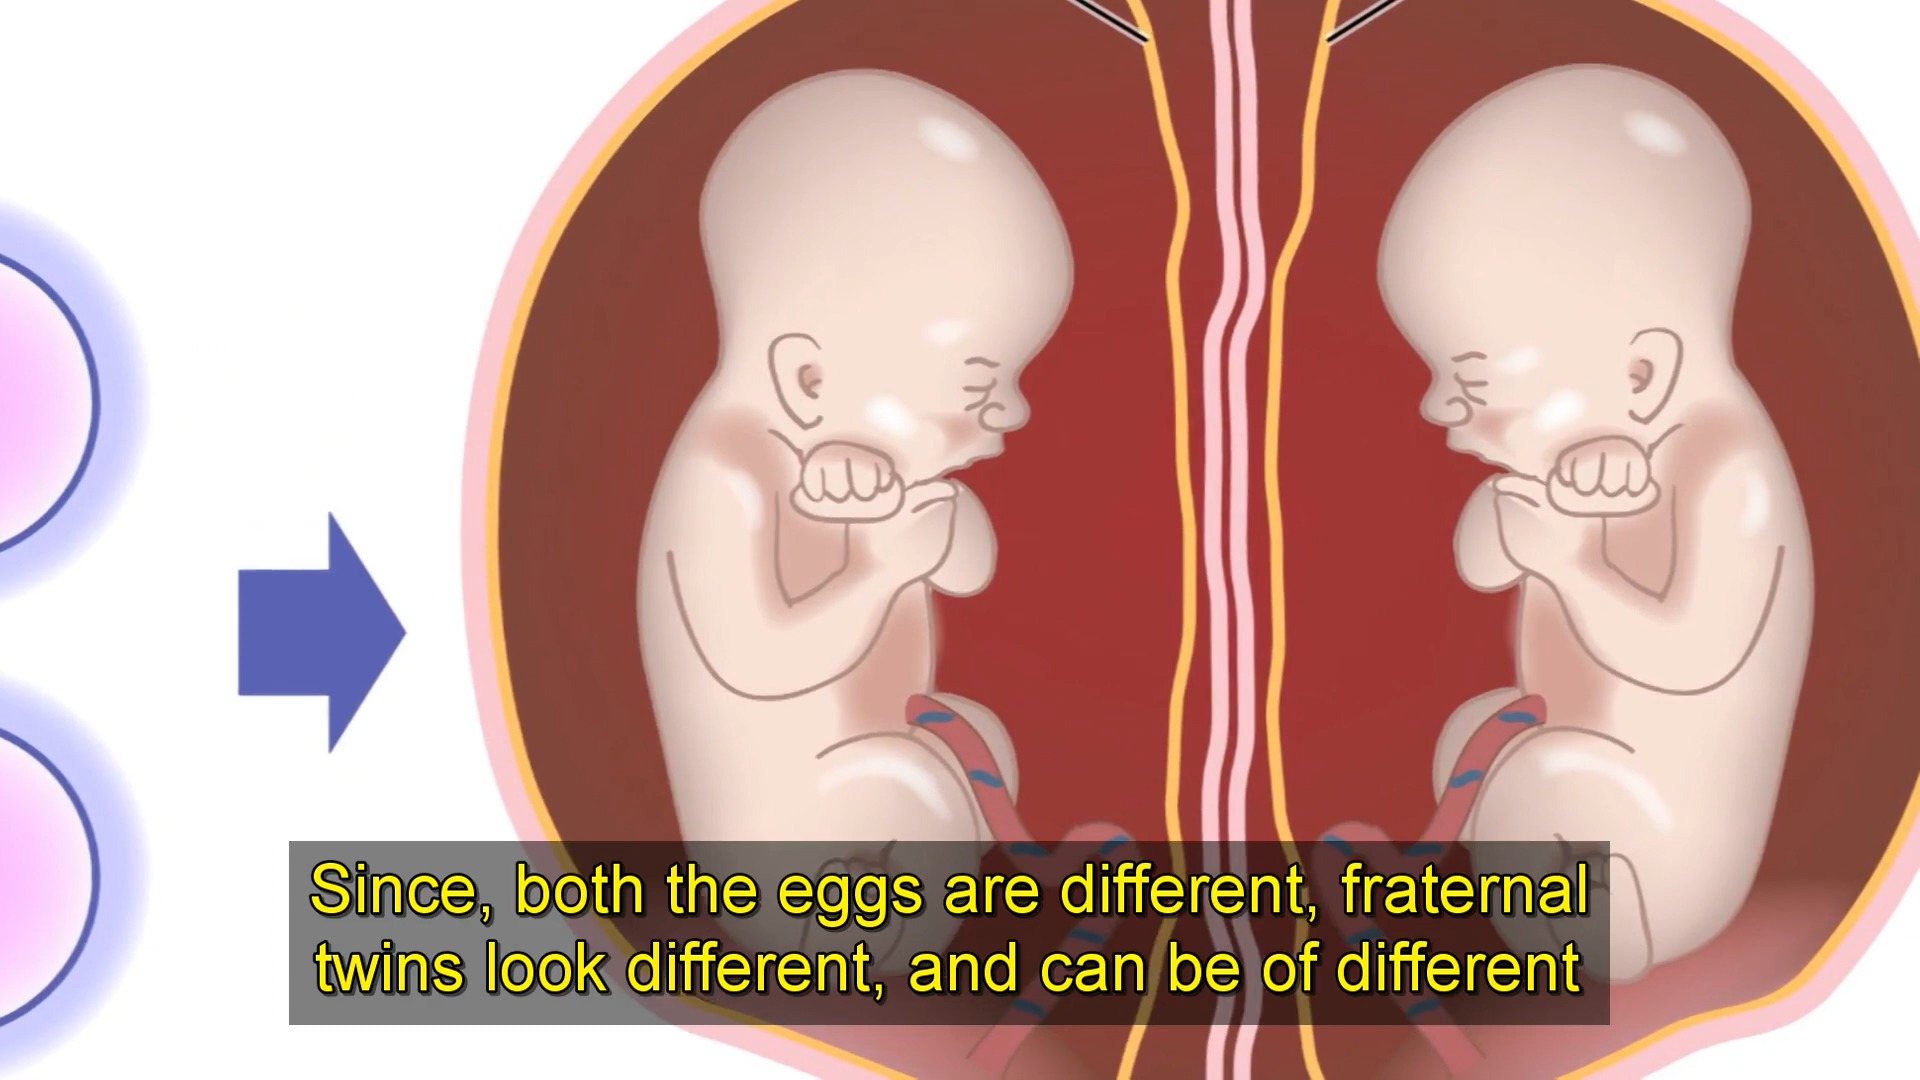 Since, both the eggs are different, fraternal
twins look different, and can be of different